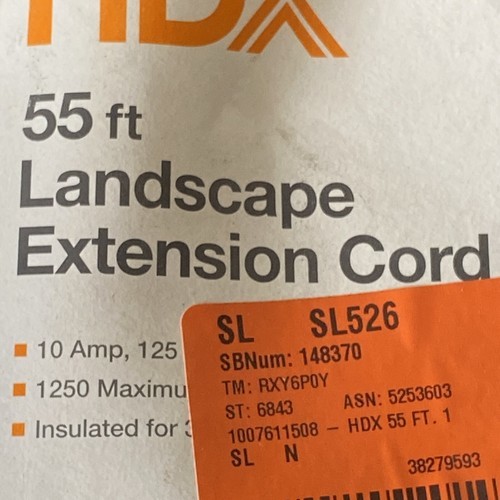 HDX
55 ft
Landscape
Extension Cord
10 Amp, 125
1250 Maximu
Insulated for
SL SL526
SBNum: 148370
TM: RXY6P0Y
ST: 6843 ASN: 5253603
1007611508 - HDX 55 FT. 1
SL N
38279593